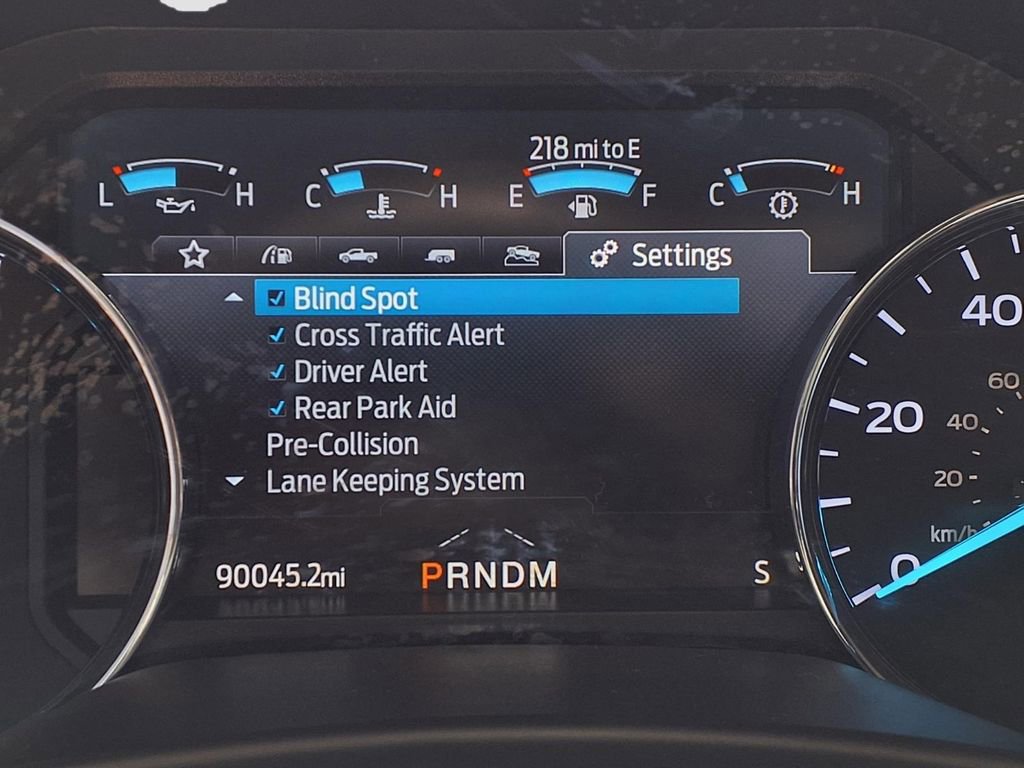 218 mi to E
L H C H E F C H
Settings
Blind Spot
Cross Traffic Alert
Driver Alert
Rear Park Aid
Pre-Collision
Lane Keeping System
90045.2mi PRNDM S
40
60
20 40
20
km/h
0